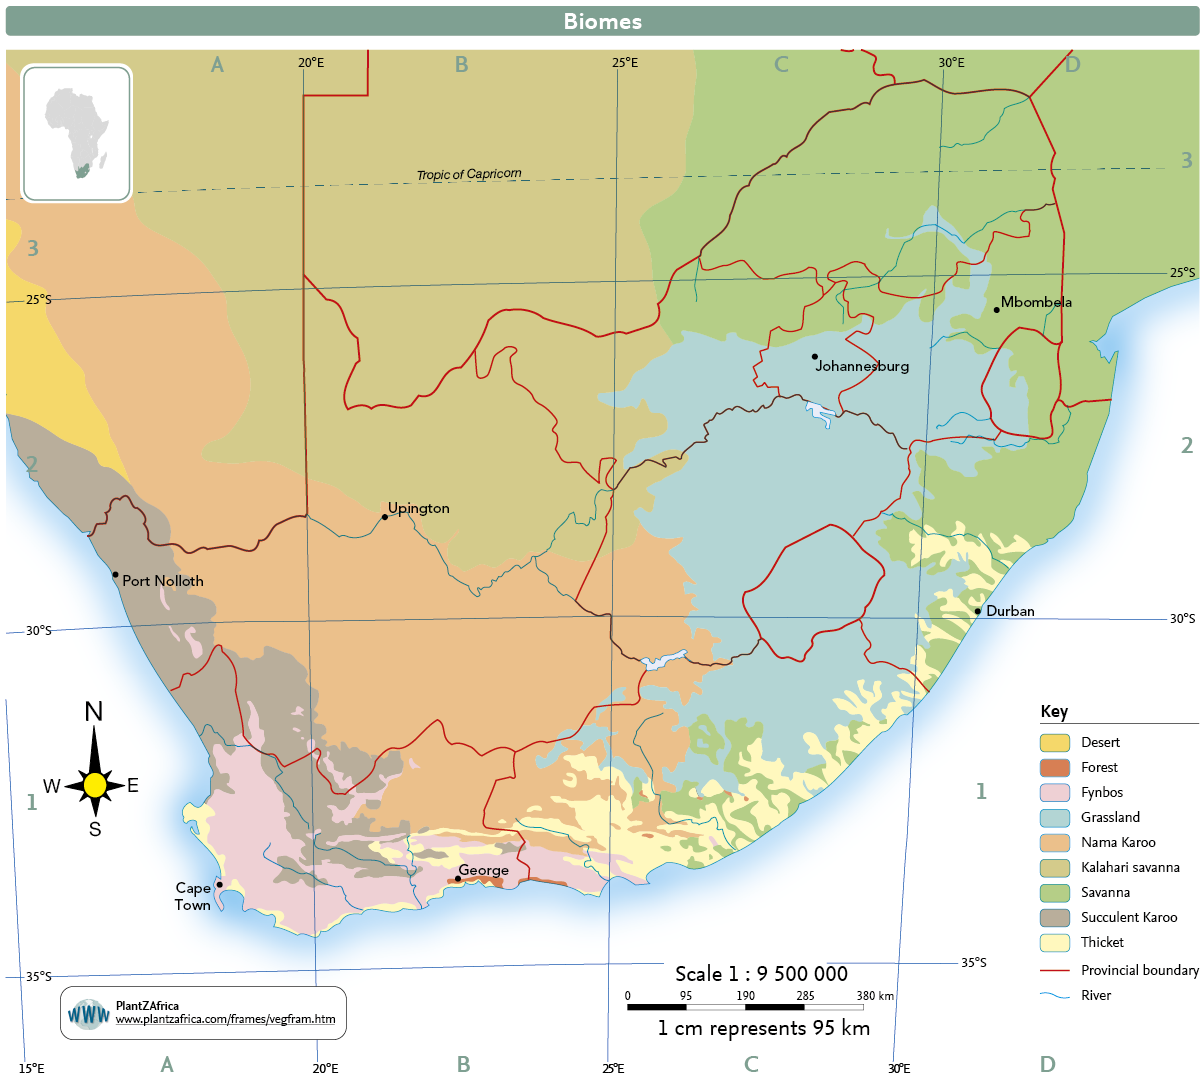 Biomes
A
20°E
B
25°E
C
30°E
D
Tropic of Capricorn
3
3
25°S
25°S
Mbombela
Johannesburg
2
2
Upington
Port Nolloth
Durban
30°S
30°S
N
W
E
S
1
1
George
Cape
Town
Key
Desert
Forest
Fynbos
Grassland
Nama Karoo
Kalahari savanna
Savanna
Succulent Karoo
Thicket
Provincial boundary
River
35°S
35°S
Scale 1 : 9 500 000
0 95 190 285 380 km
1 cm represents 95 km
WWW
PlantZAfrica
www.plantzafrica.com/frames/vegfram.htm
15°E
A
20°E
B
25°E
C
30°E
D